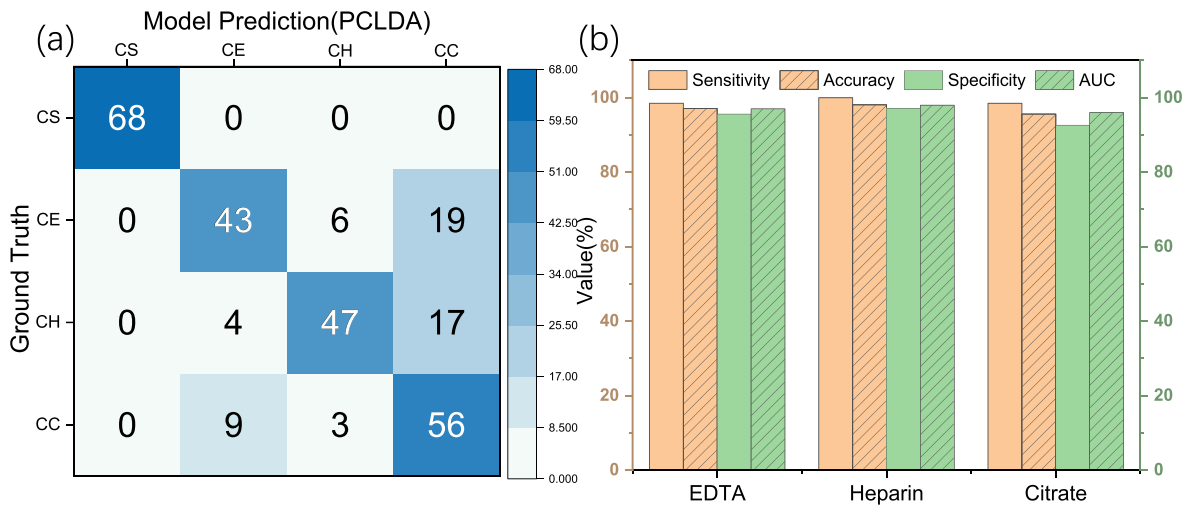 (a)
Model Prediction(PCLDA)
CS CE CH CC
Ground Truth
CS 68 0 0 0
CE 0 43 6 19
CH 0 4 47 17
CC 0 9 3 56
68.00
59.50
51.00
42.50
34.00
25.50
17.00
8.500
0.000
(b)
Sensitivity Accuracy Specificity AUC
Value(%)
100 100
80 80
60 60
40 40
20 20
0 0
EDTA Heparin Citrate